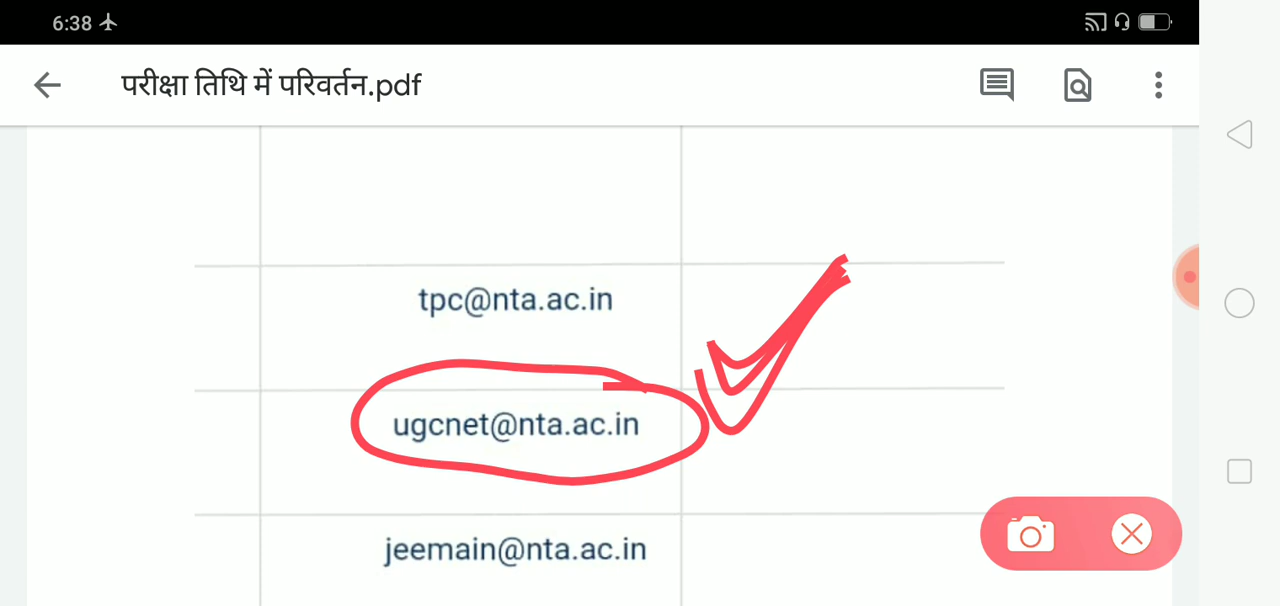 6:38
परीक्षा तिथि में परिवर्तन.pdf
tpc@nta.ac.in
ugcnet@nta.ac.in
jeemain@nta.ac.in